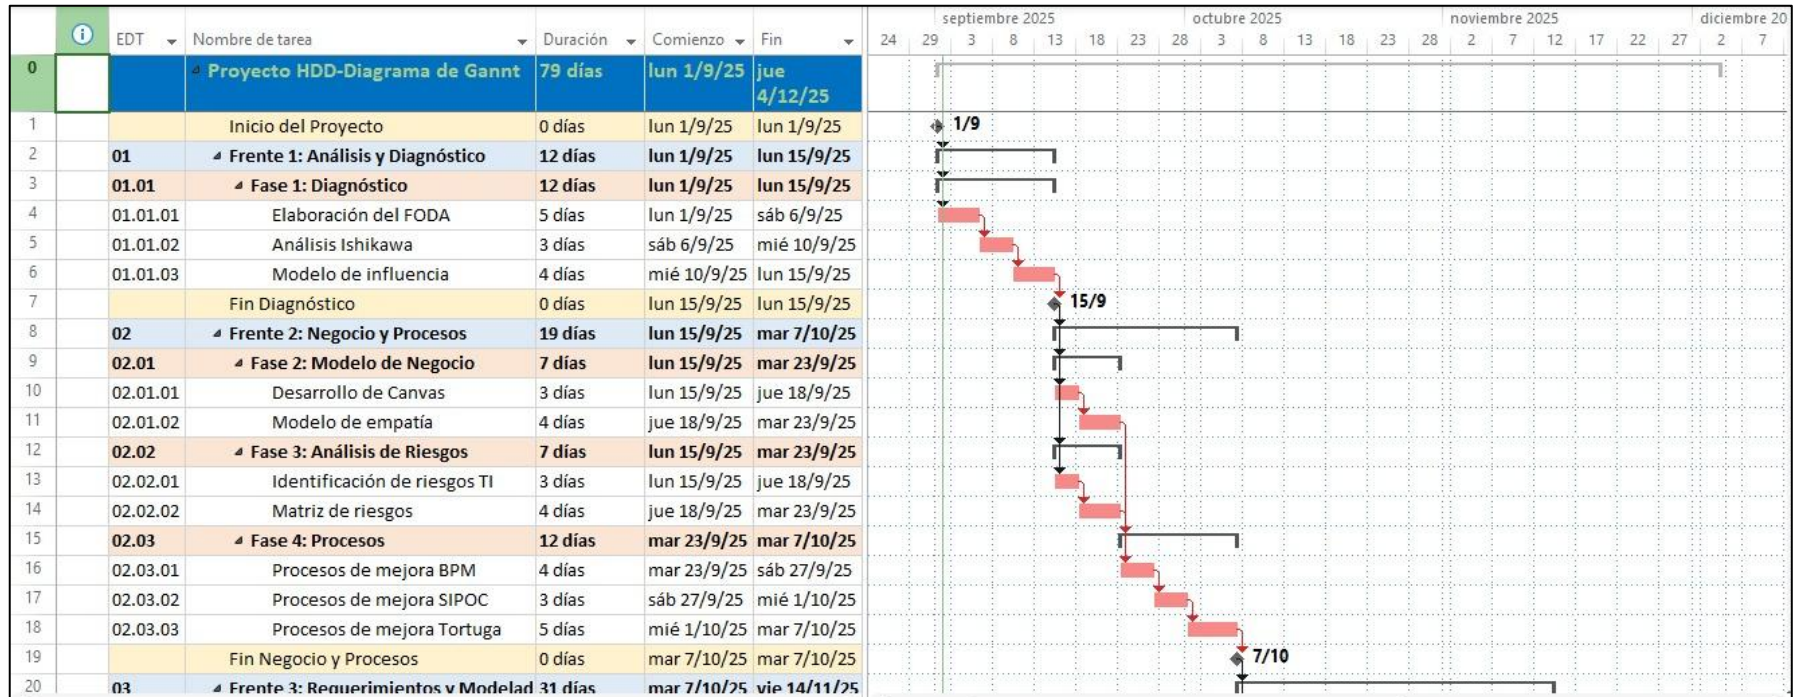 septiembre 2025 octubre 2025 noviembre 2025 diciembre 20
EDT Nombre de tarea Duración Comienzo Fin 24 29 3 8 13 18 23 28 3 8 13 18 23 28 2 7 12 17 22 27 2 7
0 Proyecto HDD-Diagrama de Gannt 79 días lun 1/9/25 jue
4/12/25
1 Inicio del Proyecto 0 días lun 1/9/25 lun 1/9/25 1/9
2 01 Frente 1: Análisis y Diagnóstico 12 días lun 1/9/25 lun 15/9/25
3 01.01 Fase 1: Diagnóstico 12 días lun 1/9/25 lun 15/9/25
4 01.01.01 Elaboración del FODA 5 días lun 1/9/25 sáb 6/9/25
5 01.01.02 Análisis Ishikawa 3 días sáb 6/9/25 mié 10/9/25
6 01.01.03 Modelo de influencia 4 días mié 10/9/25 lun 15/9/25
7 Fin Diagnóstico 0 días lun 15/9/25 lun 15/9/25 15/9
8 02 Frente 2: Negocio y Procesos 19 días lun 15/9/25 mar 7/10/25
9 02.01 Fase 2: Modelo de Negocio 7 días lun 15/9/25 mar 23/9/25
10 02.01.01 Desarrollo de Canvas 3 días lun 15/9/25 jue 18/9/25
11 02.01.02 Modelo de empatía 4 días jue 18/9/25 mar 23/9/25
12 02.02 Fase 3: Análisis de Riesgos 7 días lun 15/9/25 mar 23/9/25
13 02.02.01 Identificación de riesgos TI 3 días lun 15/9/25 jue 18/9/25
14 02.02.02 Matriz de riesgos 4 días jue 18/9/25 mar 23/9/25
15 02.03 Fase 4: Procesos 12 días mar 23/9/25 mar 7/10/25
16 02.03.01 Procesos de mejora BPM 4 días mar 23/9/25 sáb 27/9/25
17 02.03.02 Procesos de mejora SIPOC 3 días sáb 27/9/25 mié 1/10/25
18 02.03.03 Procesos de mejora Tortuga 5 días mié 1/10/25 mar 7/10/25
19 Fin Negocio y Procesos 0 días mar 7/10/25 mar 7/10/25 7/10
20 03 Frente 3: Requerimientos y Modelad 31 días mar 7/10/25 vie 14/11/25